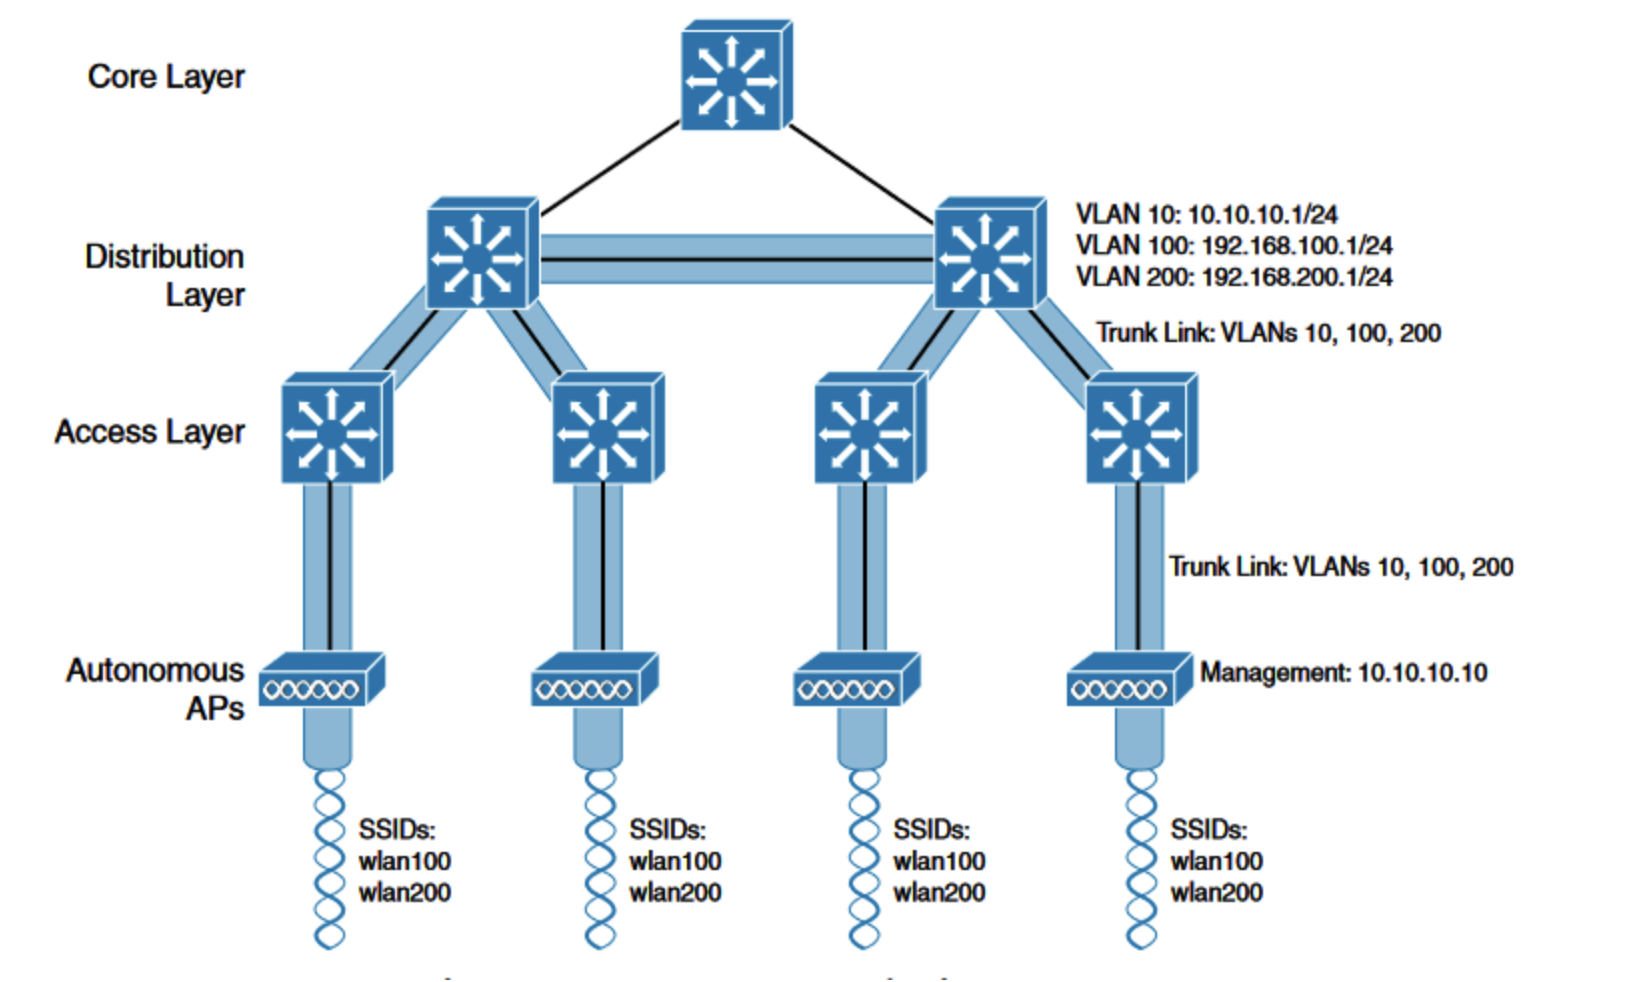 Core Layer
Distribution
Layer
VLAN 10: 10.10.10.1/24
VLAN 100: 192.168.100.1/24
VLAN 200: 192.168.200.1/24
Trunk Link: VLANs 10, 100, 200
Access Layer
Trunk Link: VLANs 10, 100, 200
Autonomous
APs
Management: 10.10.10.10
SSIDs:
wlan100
wlan200
SSIDs:
wlan100
wlan200
SSIDs:
wlan100
wlan200
SSIDs:
wlan100
wlan200